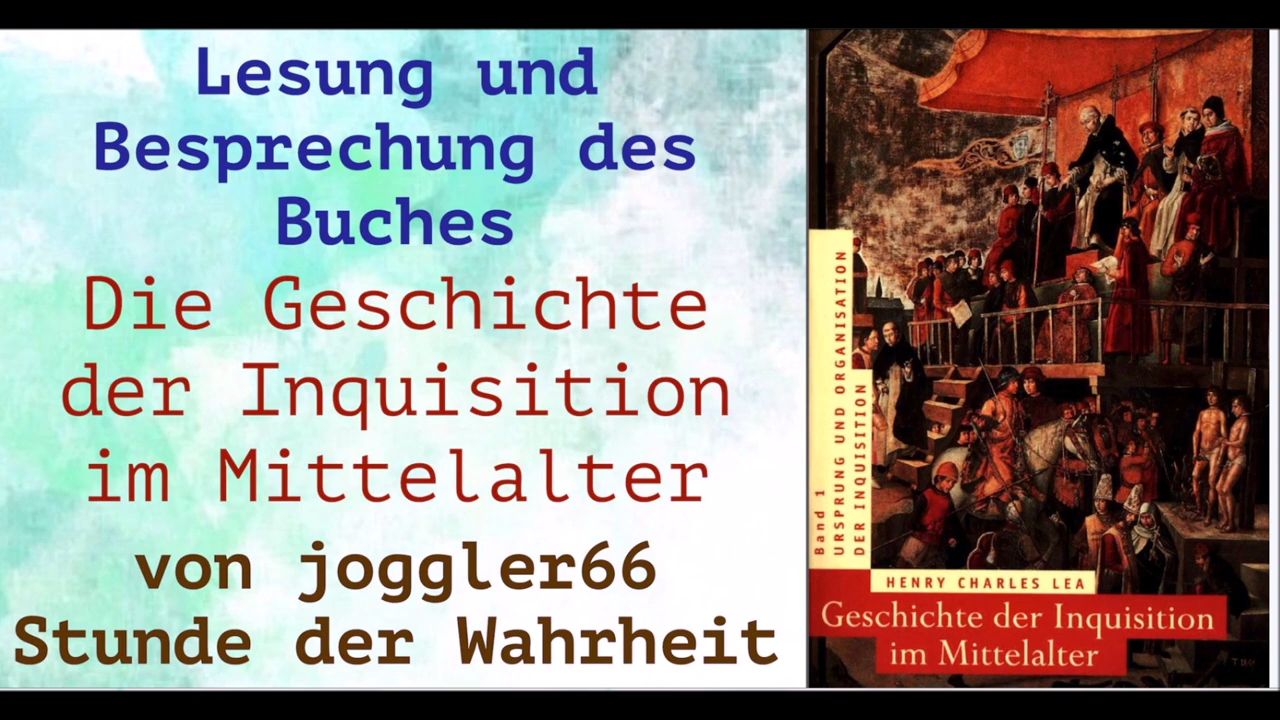 Lesung und
Besprechung des
Buches
Die Geschichte
der Inquisition
im Mittelalter
von joggler66
Stunde der Wahrheit
Band 1
URSPRUNG UND ORGANISATION
DER INQUISITION
HENRY CHARLES LEA
Geschichte der Inquisition
im Mittelalter